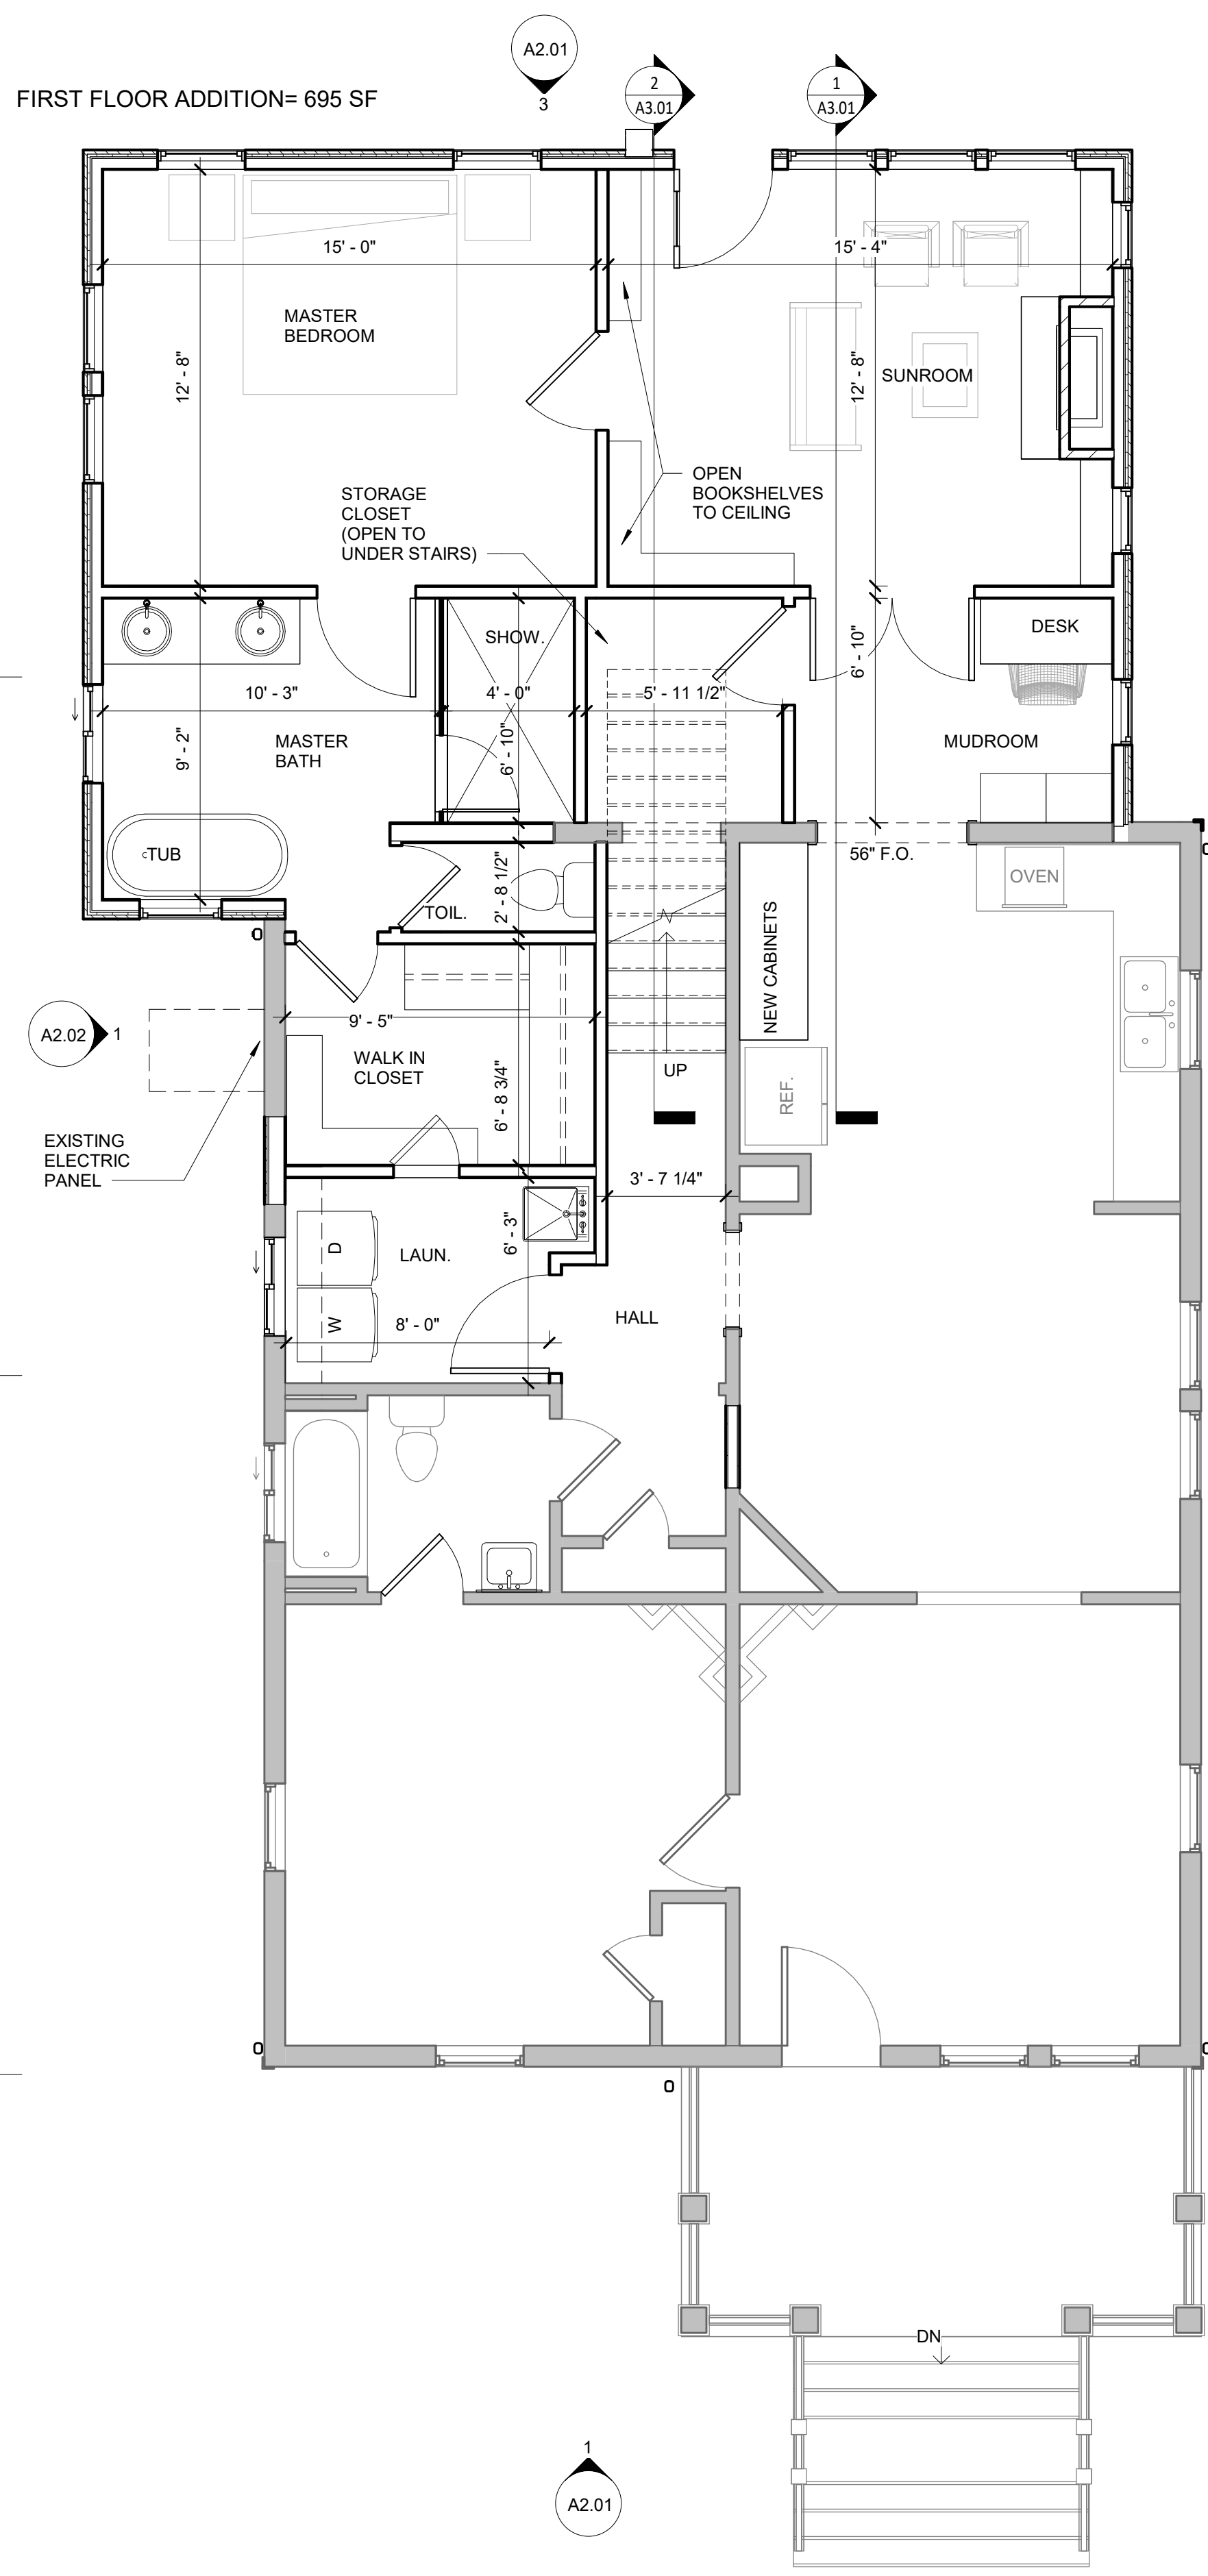 A2.01
3
2
A3.01
1
A3.01
FIRST FLOOR ADDITION= 695 SF
15' - 0"
15' - 4"
MASTER
BEDROOM
12' - 8"
12' - 8"
SUNROOM
OPEN
BOOKSHELVES
TO CEILING
STORAGE
CLOSET
(OPEN TO
UNDER STAIRS)
SHOW.
DESK
6' - 10"
10' - 3"
4' - 0"
5' - 11 1/2"
MASTER
BATH
9' - 2"
6' - 10"
MUDROOM
TUB
56" F.O.
OVEN
2' - 8 1/2"
TOIL.
NEW CABINETS
9' - 5"
A2.02
1
WALK IN
CLOSET
6' - 8 3/4"
UP
REF.
EXISTING
ELECTRIC
PANEL
3' - 7 1/4"
6' - 3"
D
LAUN.
W
8' - 0"
HALL
DN
1
A2.01